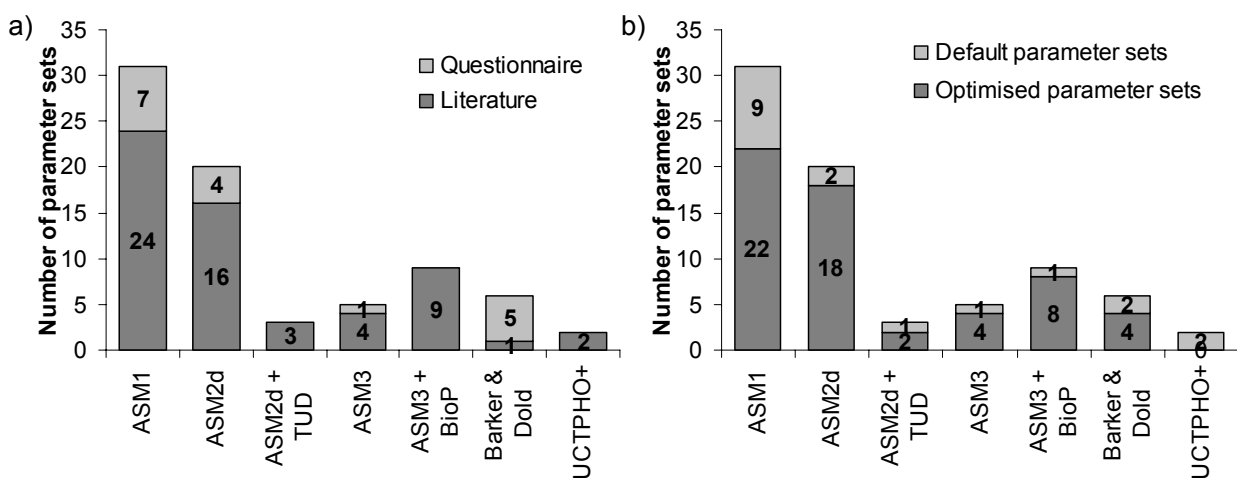 a)
Number of parameter sets
35
30
25
20
15
10
5
0
Questionnaire
Literature
7
24
4
16
3
1
4
9
5
1
2
ASM1
ASM2d
ASM2d +
TUD
ASM3
ASM3 +
BioP
Barker &
Dold
UCTPHO+
b)
Number of parameter sets
35
30
25
20
15
10
5
0
Default parameter sets
Optimised parameter sets
9
22
2
18
1
2
1
4
1
8
2
4
2
0
ASM1
ASM2d
ASM2d +
TUD
ASM3
ASM3 +
BioP
Barker &
Dold
UCTPHO+